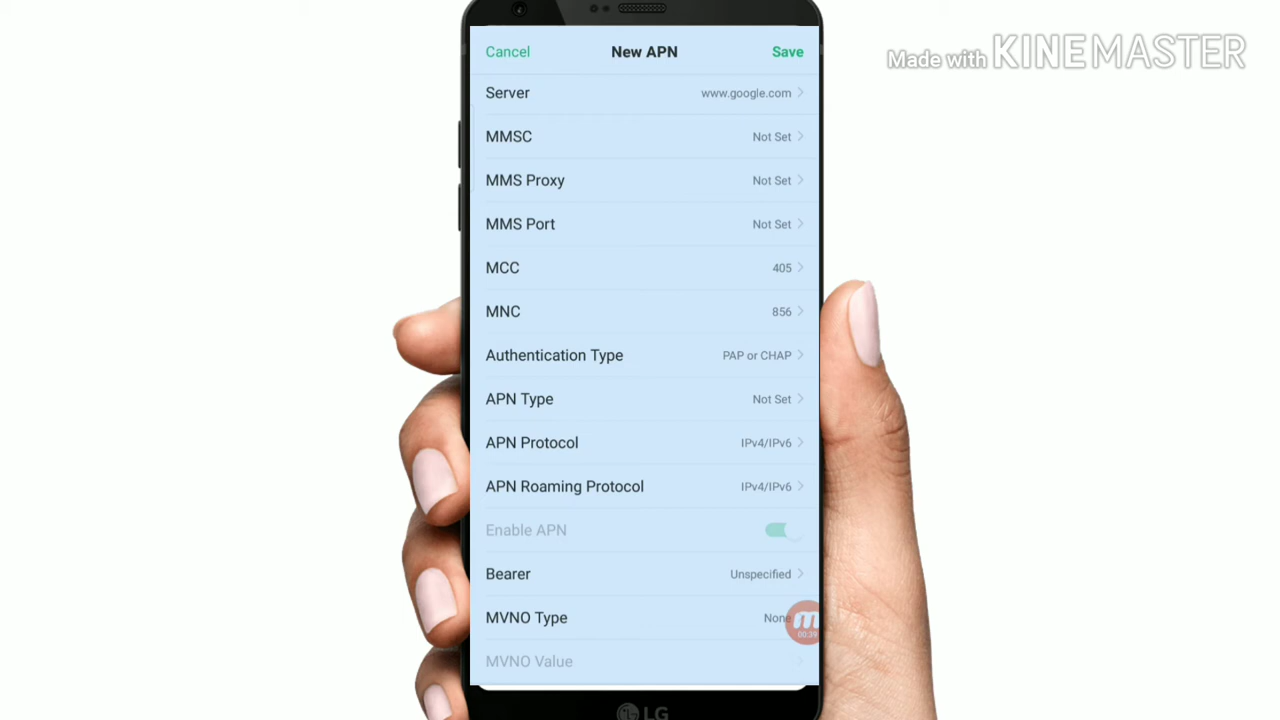 Cancel New APN Save
Made with KINEMASTER
Server www.google.com
MMSC Not Set
MMS Proxy Not Set
MMS Port Not Set
MCC 405
MNC 856
Authentication Type PAP or CHAP
APN Type Not Set
APN Protocol IPv4/IPv6
APN Roaming Protocol IPv4/IPv6
Enable APN
Bearer Unspecified
MVNO Type None
00:39
MVNO Value
LG